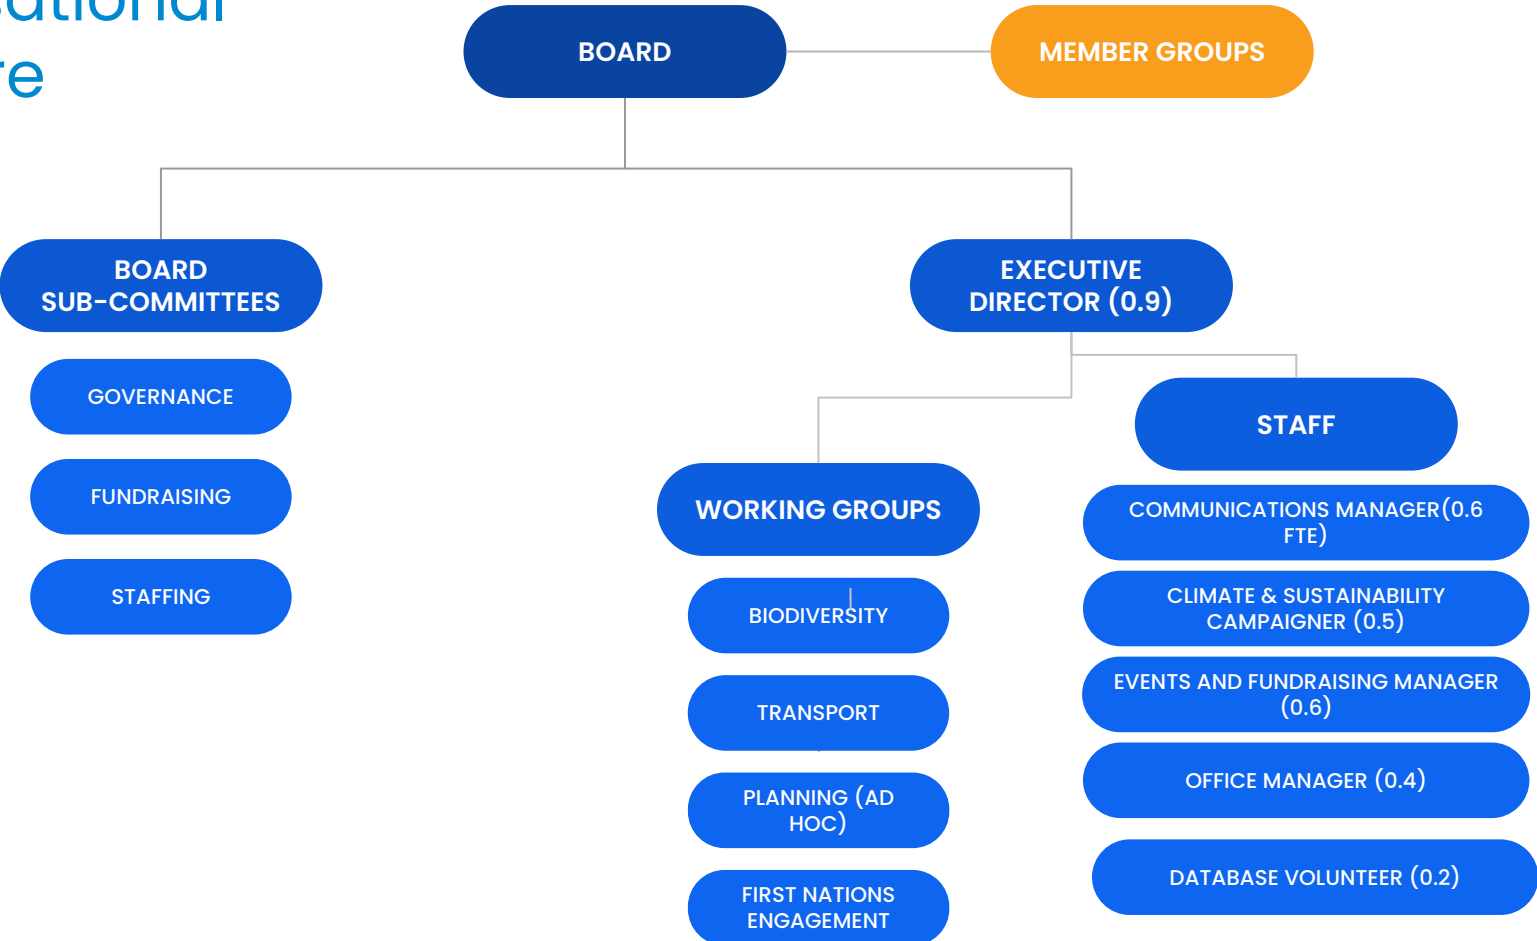 BOARD
MEMBER GROUPS
BOARD
SUB-COMMITTEES
GOVERNANCE
FUNDRAISING
STAFFING
EXECUTIVE
DIRECTOR (0.9)
WORKING GROUPS
BIODIVERSITY
TRANSPORT
PLANNING (AD
HOC)
FIRST NATIONS
ENGAGEMENT
STAFF
COMMUNICATIONS MANAGER(0.6
FTE)
CLIMATE & SUSTAINABILITY
CAMPAIGNER (0.5)
EVENTS AND FUNDRAISING MANAGER
(0.6)
OFFICE MANAGER (0.4)
DATABASE VOLUNTEER (0.2)